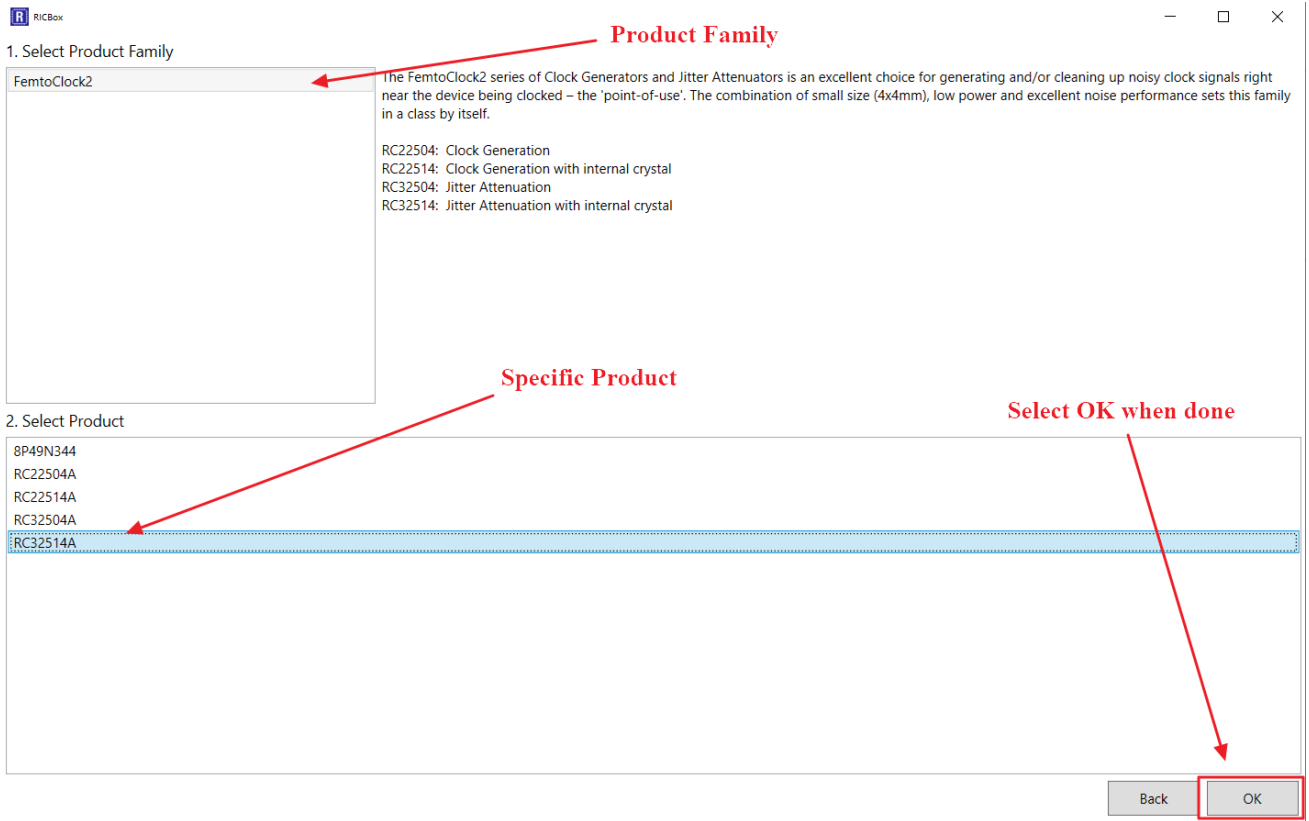 R RICBox
Product Family
1. Select Product Family
FemtoClock2
The FemtoClock2 series of Clock Generators and Jitter Attenuators is an excellent choice for generating and/or cleaning up noisy clock signals right
near the device being clocked – the 'point-of-use'. The combination of small size (4x4mm), low power and excellent noise performance sets this family
in a class by itself.
RC22504: Clock Generation
RC22514: Clock Generation with internal crystal
RC32504: Jitter Attenuation
RC32514: Jitter Attenuation with internal crystal
Specific Product
Select OK when done
2. Select Product
8P49N344
RC22504A
RC22514A
RC32504A
RC32514A
Back
OK